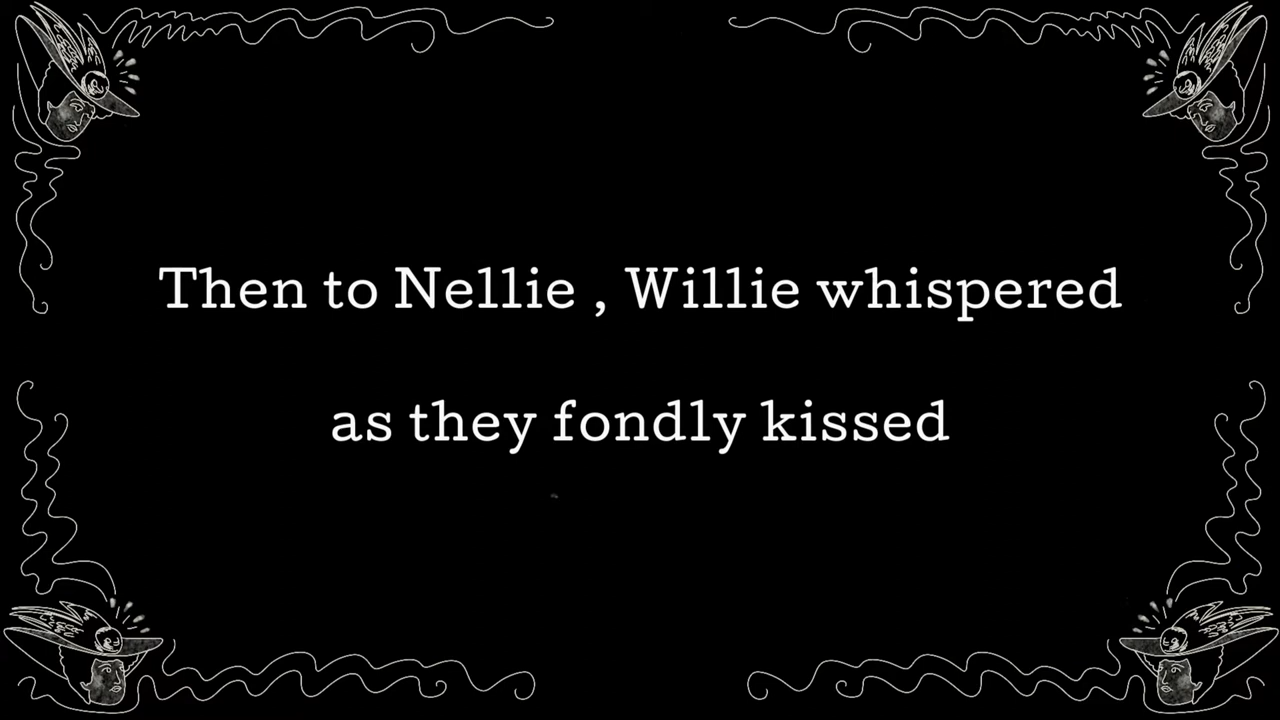 Then to Nellie , Willie whispered
as they fondly kissed